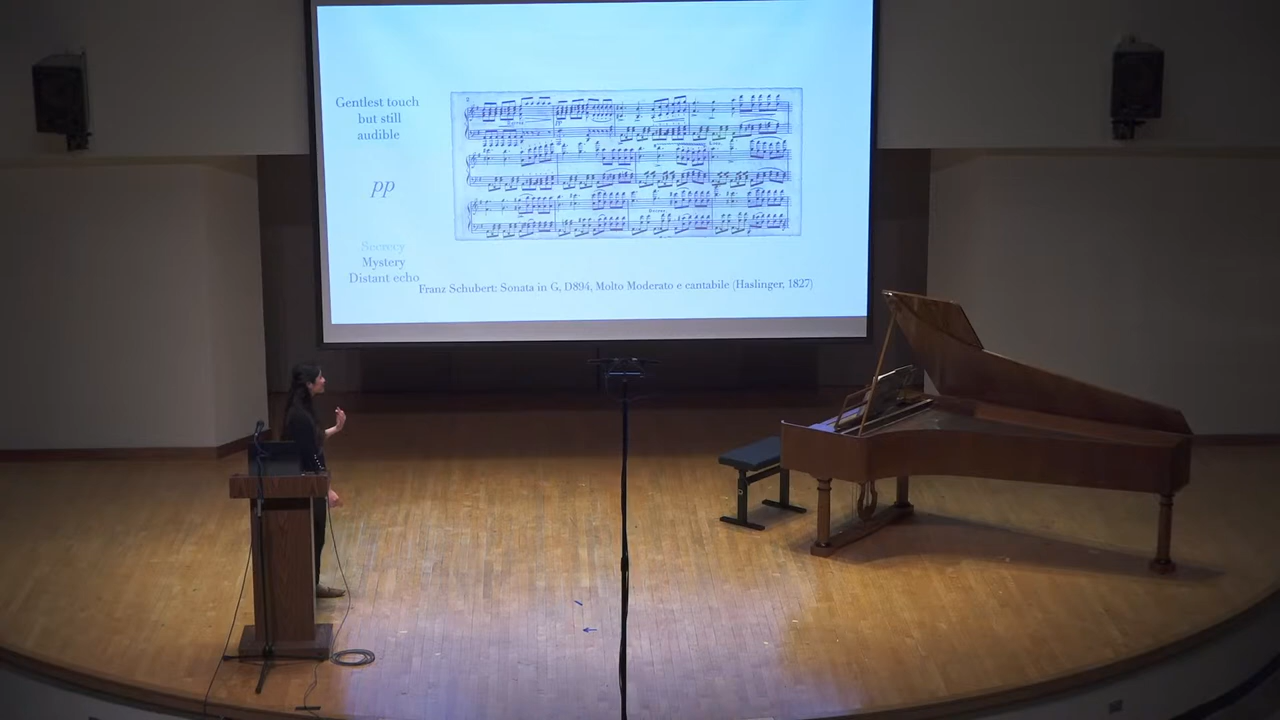 Gentlest touch
but still
audible
pp
Secrecy
Mystery
Distant echo
Franz Schubert: Sonata in G, D894, Molto Moderato e cantabile (Haslinger, 1827)